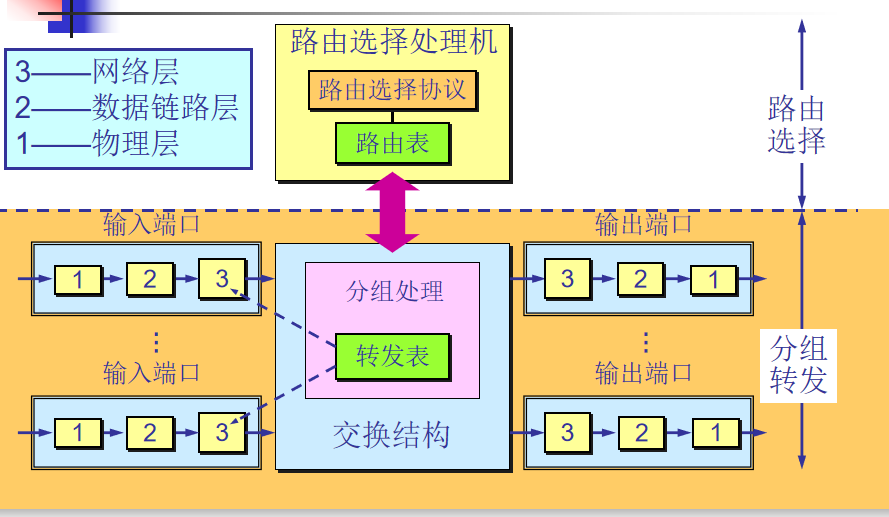 3——网络层
2——数据链路层
1——物理层
路由选择处理机
路由选择协议
路由表
路由
选择
输入端口
输出端口
1
2
3
3
2
1
分组处理
转发表
交换结构
⋮
⋮
分组
转发
输入端口
输出端口
1
2
3
3
2
1